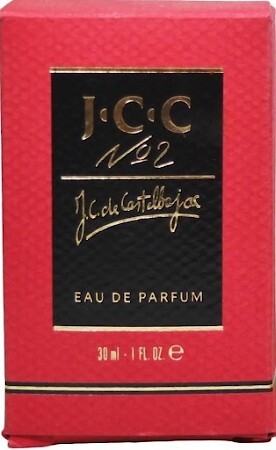 J·C·C
No2
J.C. de Castelbajac
EAU DE PARFUM
30 ml - 1 FL. OZ. ℮